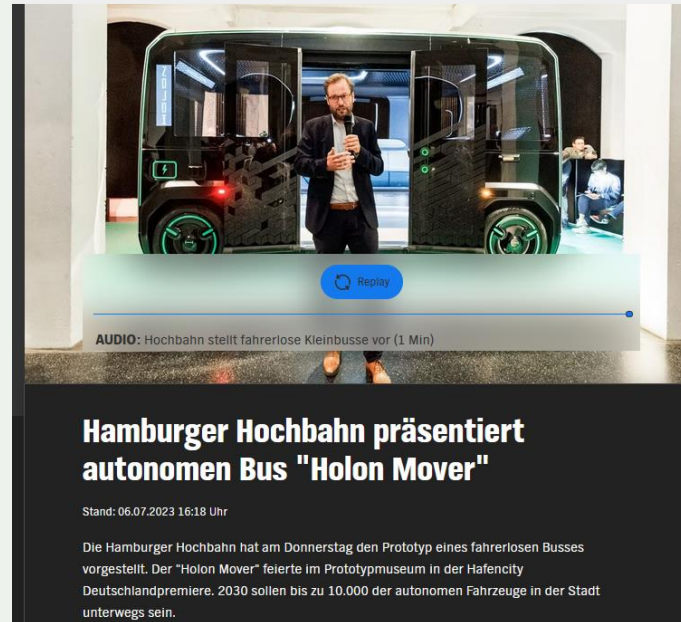 HOLON
Replay
AUDIO: Hochbahn stellt fahrerlose Kleinbusse vor (1 Min)
Hamburger Hochbahn präsentiert
autonomen Bus "Holon Mover"
Stand: 06.07.2023 16:18 Uhr
Die Hamburger Hochbahn hat am Donnerstag den Prototyp eines fahrerlosen Busses
vorgestellt. Der "Holon Mover" feierte im Prototypmuseum in der Hafencity
Deutschlandpremiere. 2030 sollen bis zu 10.000 der autonomen Fahrzeuge in der Stadt
unterwegs sein.